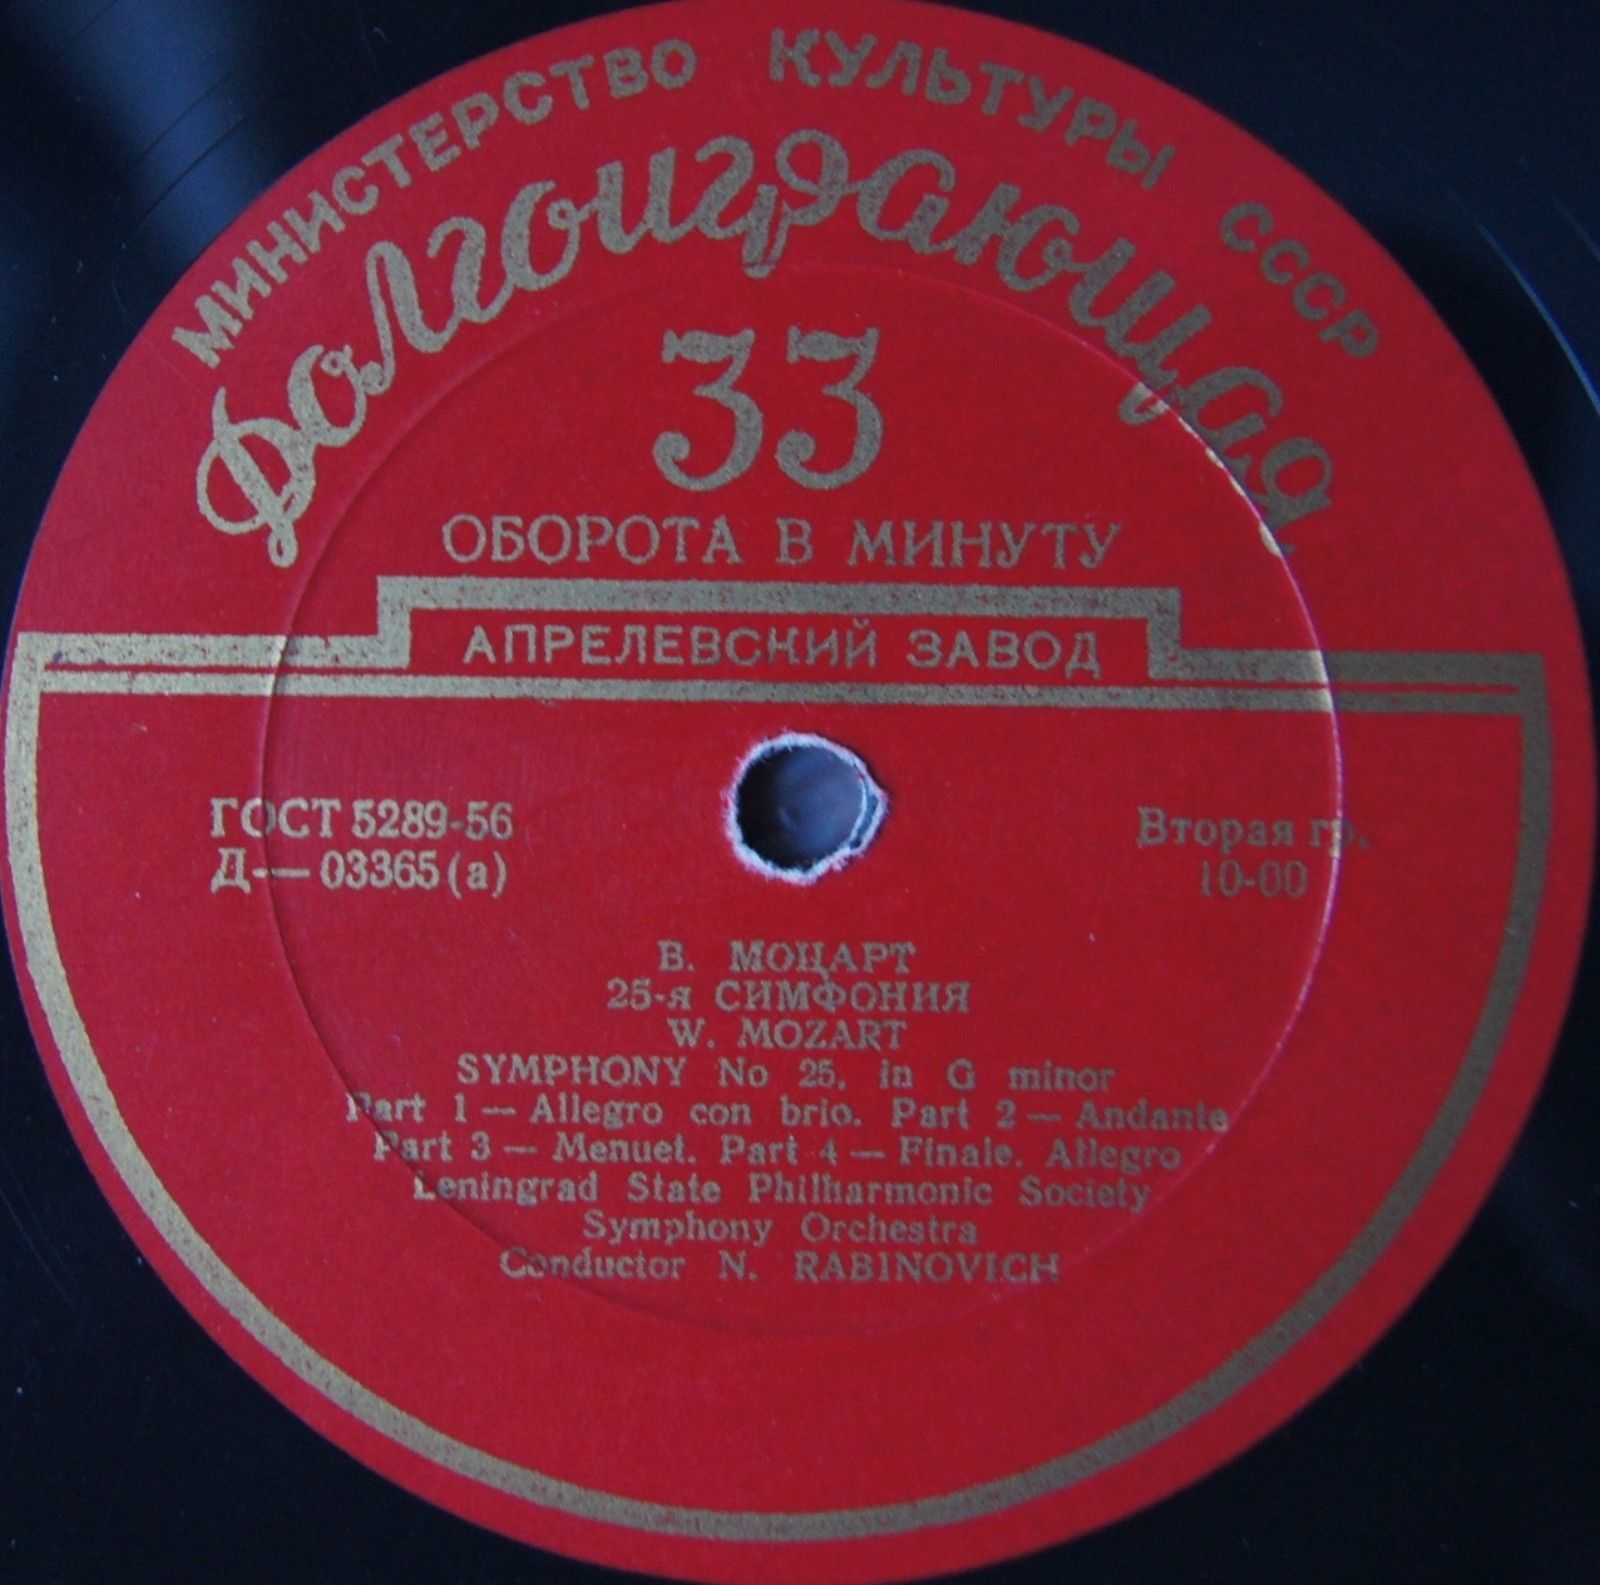 МИНИСТЕРСТВО КУЛЬТУРЫ СССР
Долгоиграющая
33
ОБОРОТА В МИНУТУ
АПРЕЛЕВСКИЙ ЗАВОД
ГОСТ 5289-56
Д—03365(а)
Вторая гр.
10-00
В. МОЦАРТ
25-я СИМФОНИЯ
W. MOZART
SYMPHONY No 25, in G minor
Part 1 — Allegro con brio. Part 2 — Andante
Part 3 — Menuet. Part 4 — Finale. Allegro
Leningrad State Philharmonic Society
Symphony Orchestra
Conductor N. RABINOVICH